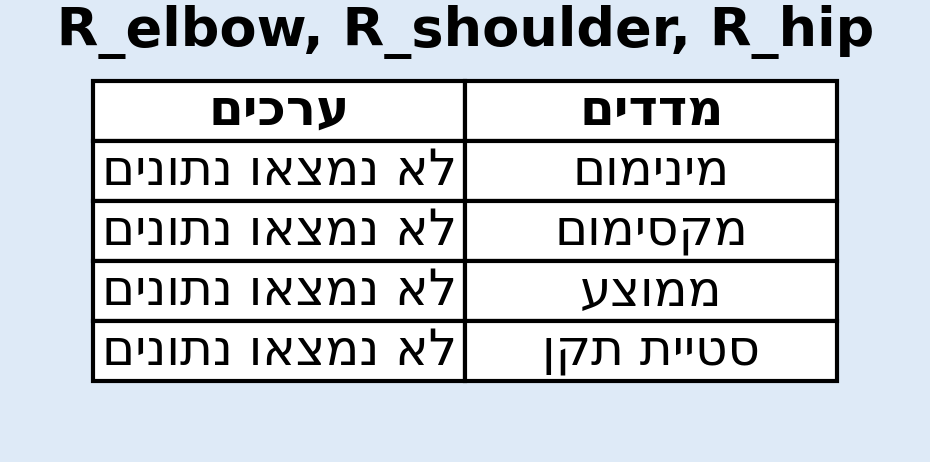 R_elbow, R_shoulder, R_hip
מדדים ערכים
מינימום לא נמצאו נתונים
מקסימום לא נמצאו נתונים
ממוצע לא נמצאו נתונים
סטיית תקן לא נמצאו נתונים